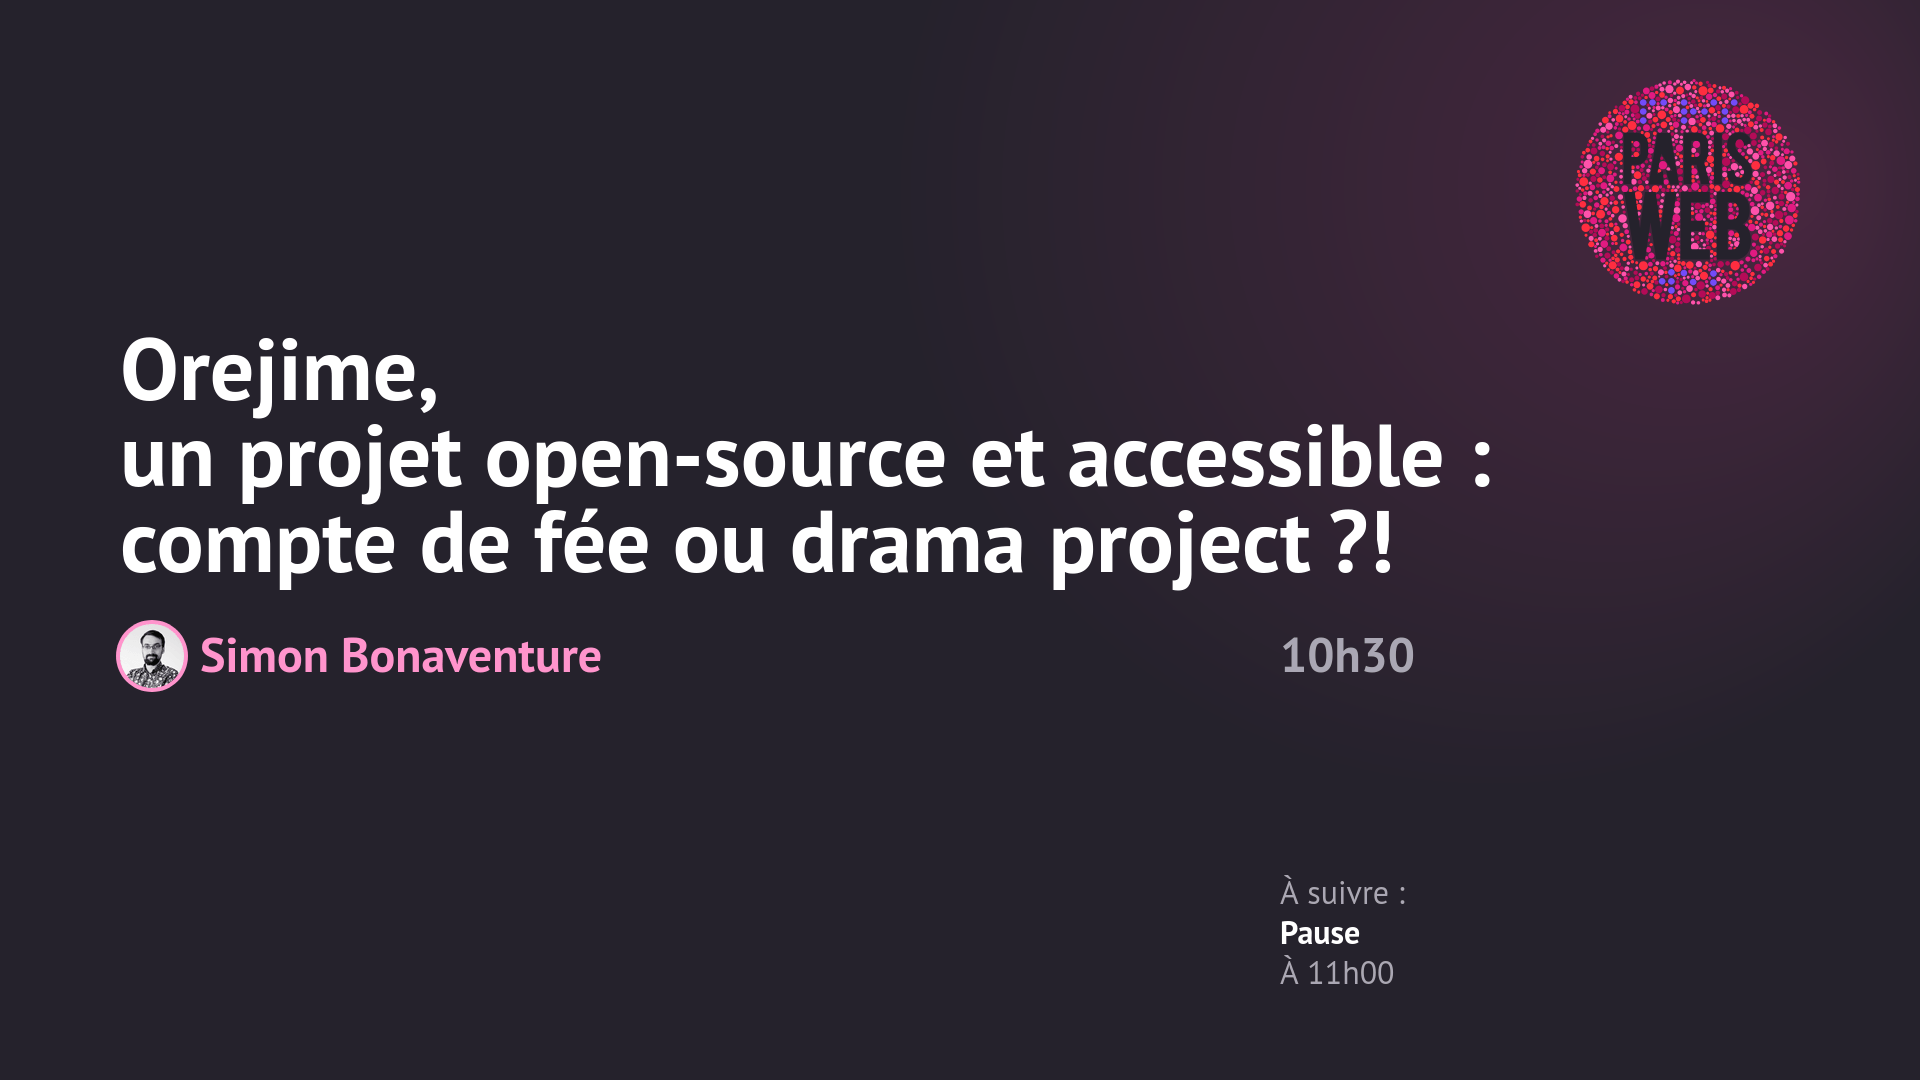 PARIS
WEB
Orejime,
un projet open-source et accessible :
compte de fée ou drama project ?!
Simon Bonaventure
10h30
À suivre :
Pause
À 11h00